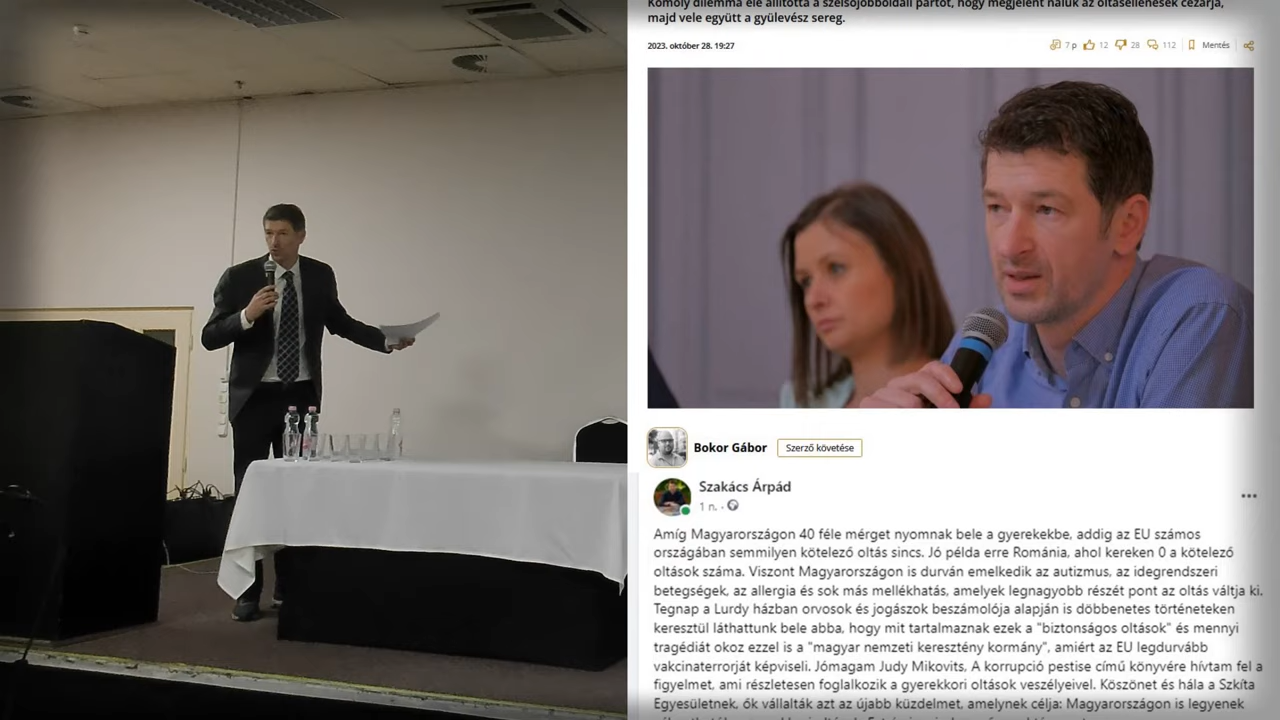 Komoly dilemma elé állította a szélsőjobboldali pártot, hogy megjelent náluk az oltásellenesek cézárja,
majd vele együtt a gyülevész sereg.
2023. október 28. 19:27
7 p 12 28 112 Mentés
Bokor Gábor Szerző követése
Szakács Árpád
1 n. ·
Amíg Magyarországon 40 féle mérget nyomnak bele a gyerekekbe, addig az EU számos
országában semmilyen kötelező oltás sincs. Jó példa erre Románia, ahol kereken 0 a kötelező
oltások száma. Viszont Magyarországon is durván emelkedik az autizmus, az idegrendszeri
betegségek, az allergia és sok más mellékhatás, amelyek legnagyobb részét pont az oltás váltja ki.
Tegnap a Lurdy házban orvosok és jogászok beszámolója alapján is döbbenetes történeteken
keresztül láthattunk bele abba, hogy mit tartalmaznak ezek a "biztonságos oltások" és mennyi
tragédiát okoz ezzel is a "magyar nemzeti keresztény kormány", amiért az EU legdurvább
vakcinaterrorját képviseli. Jómagam Judy Mikovits, A korrupció pestise című könyvére hívtam fel a
figyelmet, ami részletesen foglalkozik a gyerekkori oltások veszélyeivel. Köszönet és hála a Szkíta
Egyesületnek, ők vállalták azt az újabb küzdelmet, amelynek célja: Magyarországon is legyenek